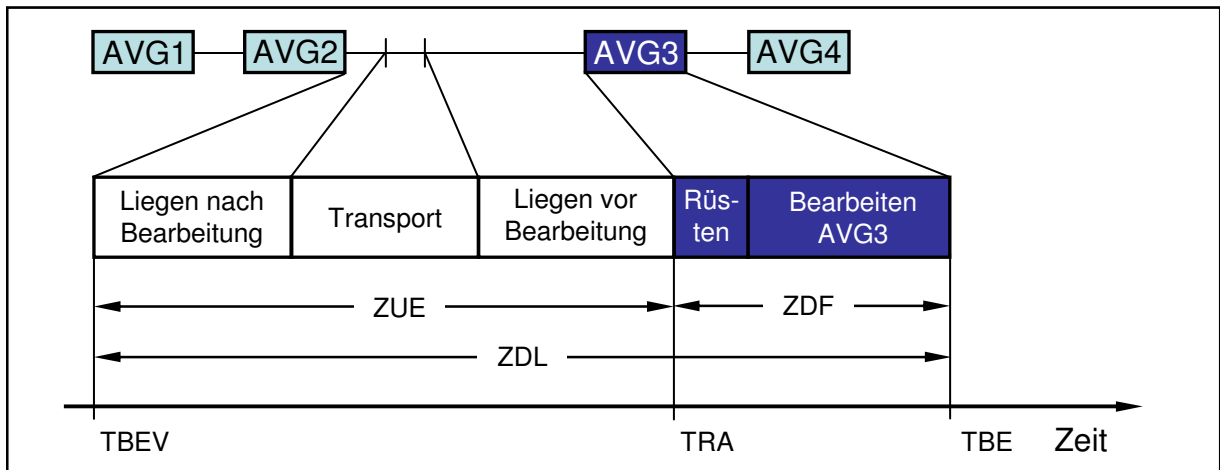 AVG1
AVG2
AVG3
AVG4
Liegen nach
Bearbeitung
Transport
Liegen vor
Bearbeitung
Rüs-
ten
Bearbeiten
AVG3
ZUE
ZDF
ZDL
TBEV
TRA
TBE
Zeit